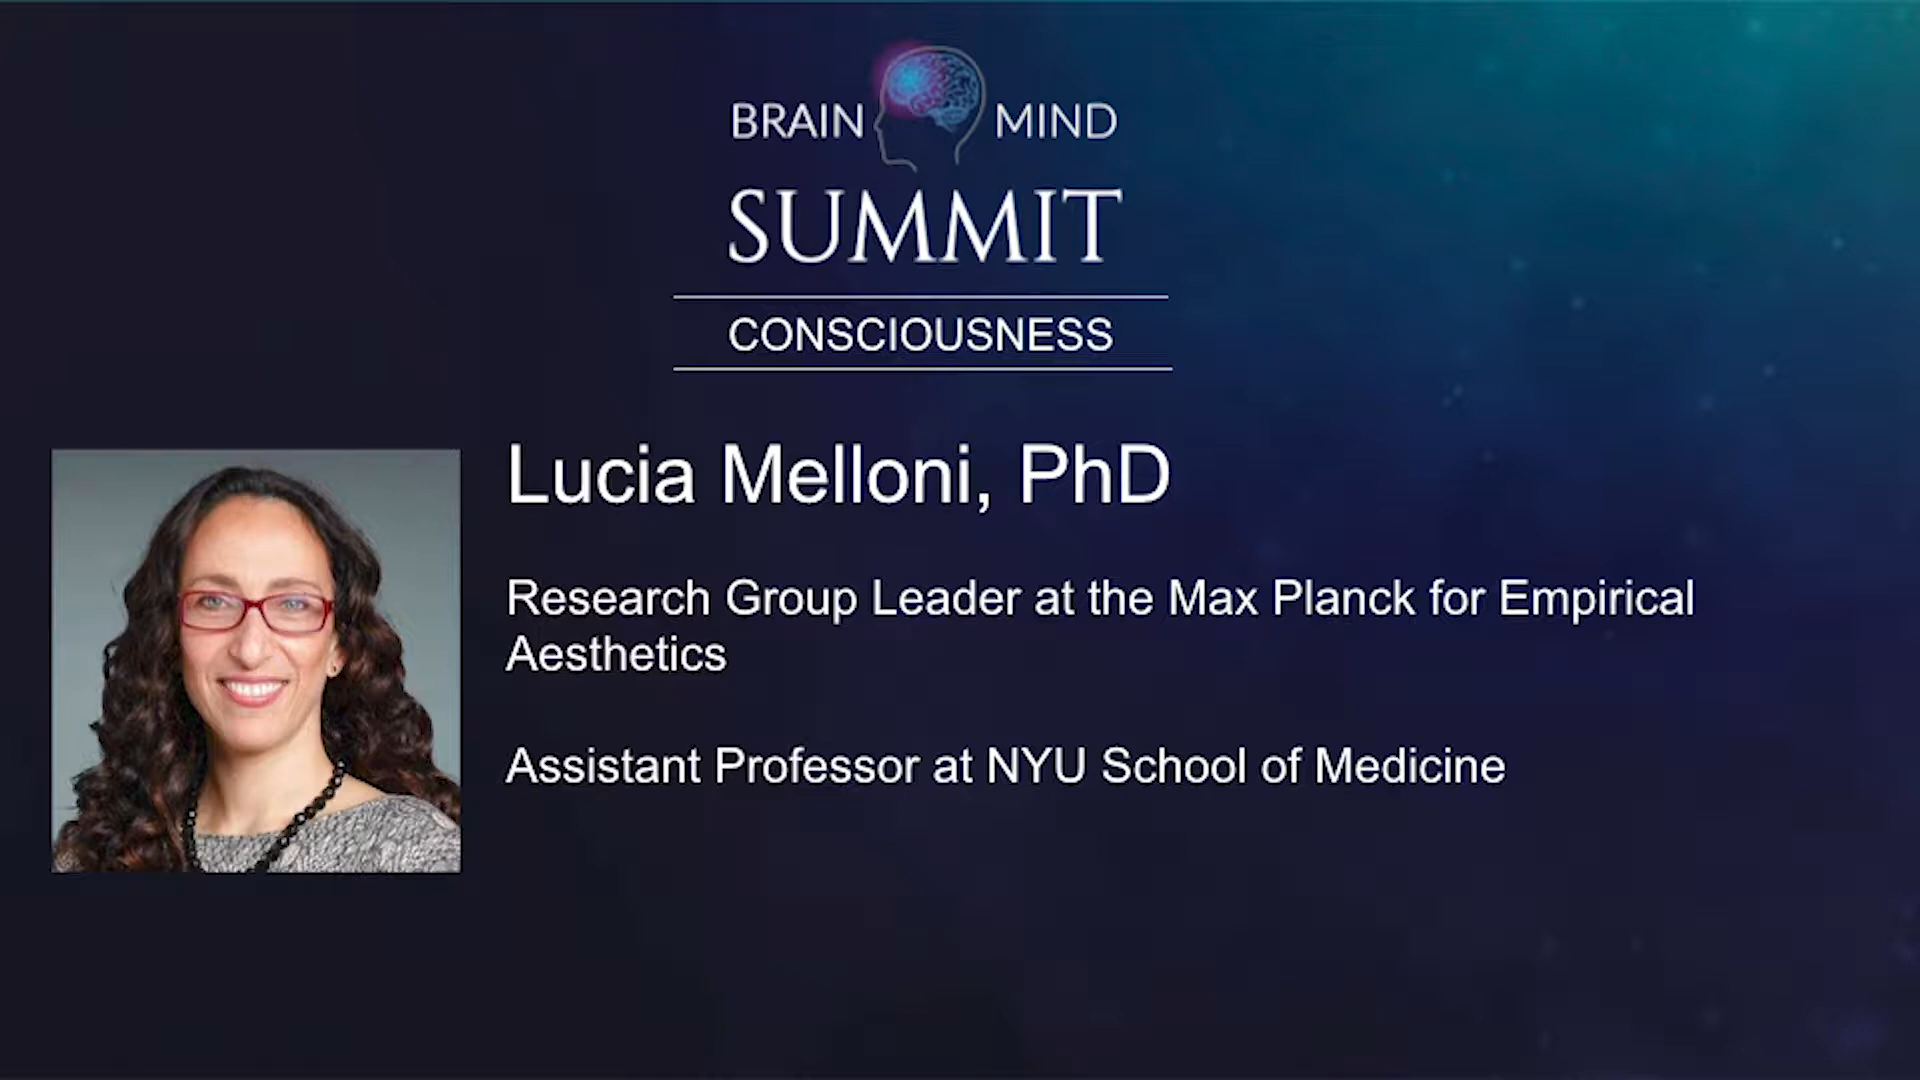 BRAIN MIND
SUMMIT
CONSCIOUSNESS
Lucia Melloni, PhD
Research Group Leader at the Max Planck for Empirical
Aesthetics
Assistant Professor at NYU School of Medicine